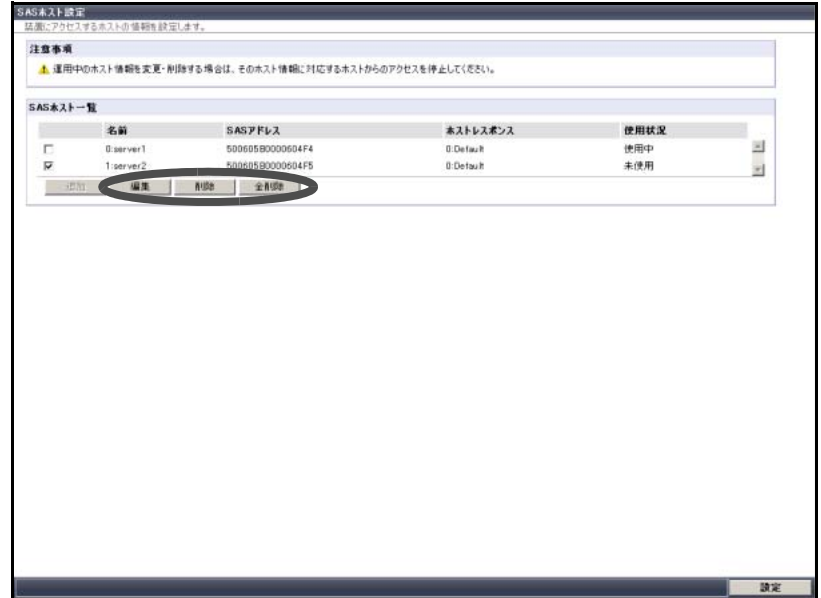 SASホスト設定
装置にアクセスするホストの情報を設定します。
注意事項
運用中のホスト情報を変更・削除する場合は、そのホスト情報に対応するホストからのアクセスを停止してください。
SASホスト一覧
名前 SASアドレス ホストレスポンス 使用状況
0:server1 500605B0000604F4 0:Default 使用中
1:server2 500605B0000604F5 0:Default 未使用
追加 編集 削除 全削除
設定